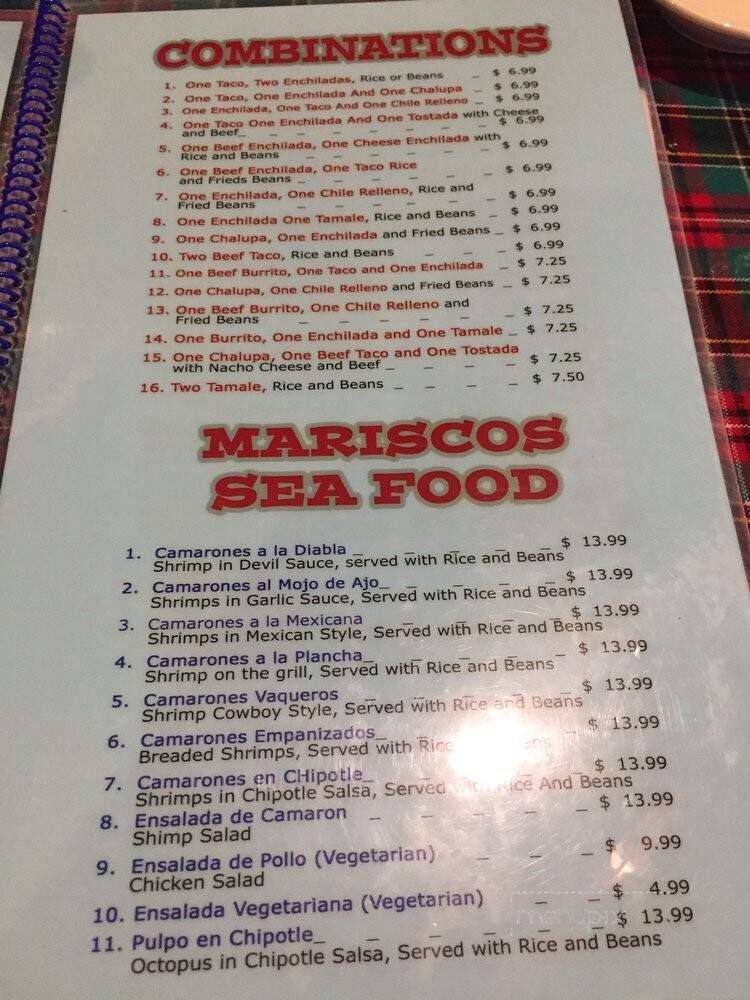 COMBINATIONS
1. One Taco, Two Enchiladas, Rice or Beans _ $ 6.99
2. One Taco, One Enchilada And One Chalupa _ $ 6.99
3. One Enchilada, One Taco And One Chile Relleno _ $ 6.99
4. One Taco One Enchilada And One Tostada with Cheese
and Beef_ _ _ _ _ _ _ _ $ 6.99
5. One Beef Enchilada, One Cheese Enchilada with
Rice and Beans _ _ _ _ _ _ $ 6.99
6. One Beef Enchilada, One Taco Rice
and Frieds Beans _ _ _ _ _ _ $ 6.99
7. One Enchilada, One Chile Relleno, Rice and
Fried Beans _ _ _ _ _ _ $ 6.99
8. One Enchilada One Tamale, Rice and Beans _ $ 6.99
9. One Chalupa, One Enchilada and Fried Beans _ $ 6.99
10. Two Beef Taco, Rice and Beans _ _ _ $ 6.99
11. One Beef Burrito, One Taco and One Enchilada _ $ 7.25
12. One Chalupa, One Chile Relleno and Fried Beans _ $ 7.25
13. One Beef Burrito, One Chile Relleno and
Fried Beans _ _ _ _ _ _ _ $ 7.25
14. One Burrito, One Enchilada and One Tamale _ $ 7.25
15. One Chalupa, One Beef Taco and One Tostada
with Nacho Cheese and Beef _ _ _ _ $ 7.25
16. Two Tamale, Rice and Beans _ _ _ _ $ 7.50
MARISCOS
SEA FOOD
1. Camarones a la Diabla _ _ _ _ _ $ 13.99
Shrimp in Devil Sauce, served with Rice and Beans
2. Camarones al Mojo de Ajo_ _ _ _ _ $ 13.99
Shrimps in Garlic Sauce, Served with Rice and Beans
3. Camarones a la Mexicana _ _ _ _ $ 13.99
Shrimps in Mexican Style, Served with Rice and Beans
4. Camarones a la Plancha_ _ _ _ _ _ $ 13.99
Shrimp on the grill, Served with Rice and Beans
5. Camarones Vaqueros _ _ _ _ _ $ 13.99
Shrimp Cowboy Style, Served with Rice and Beans
6. Camarones Empanizados_ _ _ $ 13.99
Breaded Shrimps, Served with Rice
7. Camarones en CHipotle_ _ _ _ _ $ 13.99
Shrimps in Chipotle Salsa, Served with Rice And Beans
8. Ensalada de Camaron _ _ _ _ _ $ 13.99
Shimp Salad
9. Ensalada de Pollo (Vegetarian) _ _ _ $ 9.99
Chicken Salad
10. Ensalada Vegetariana (Vegetarian) _ _ $ 4.99
11. Pulpo en Chipotle_ _ _ _ _ _ $ 13.99
Octopus in Chipotle Salsa, Served with Rice and Beans